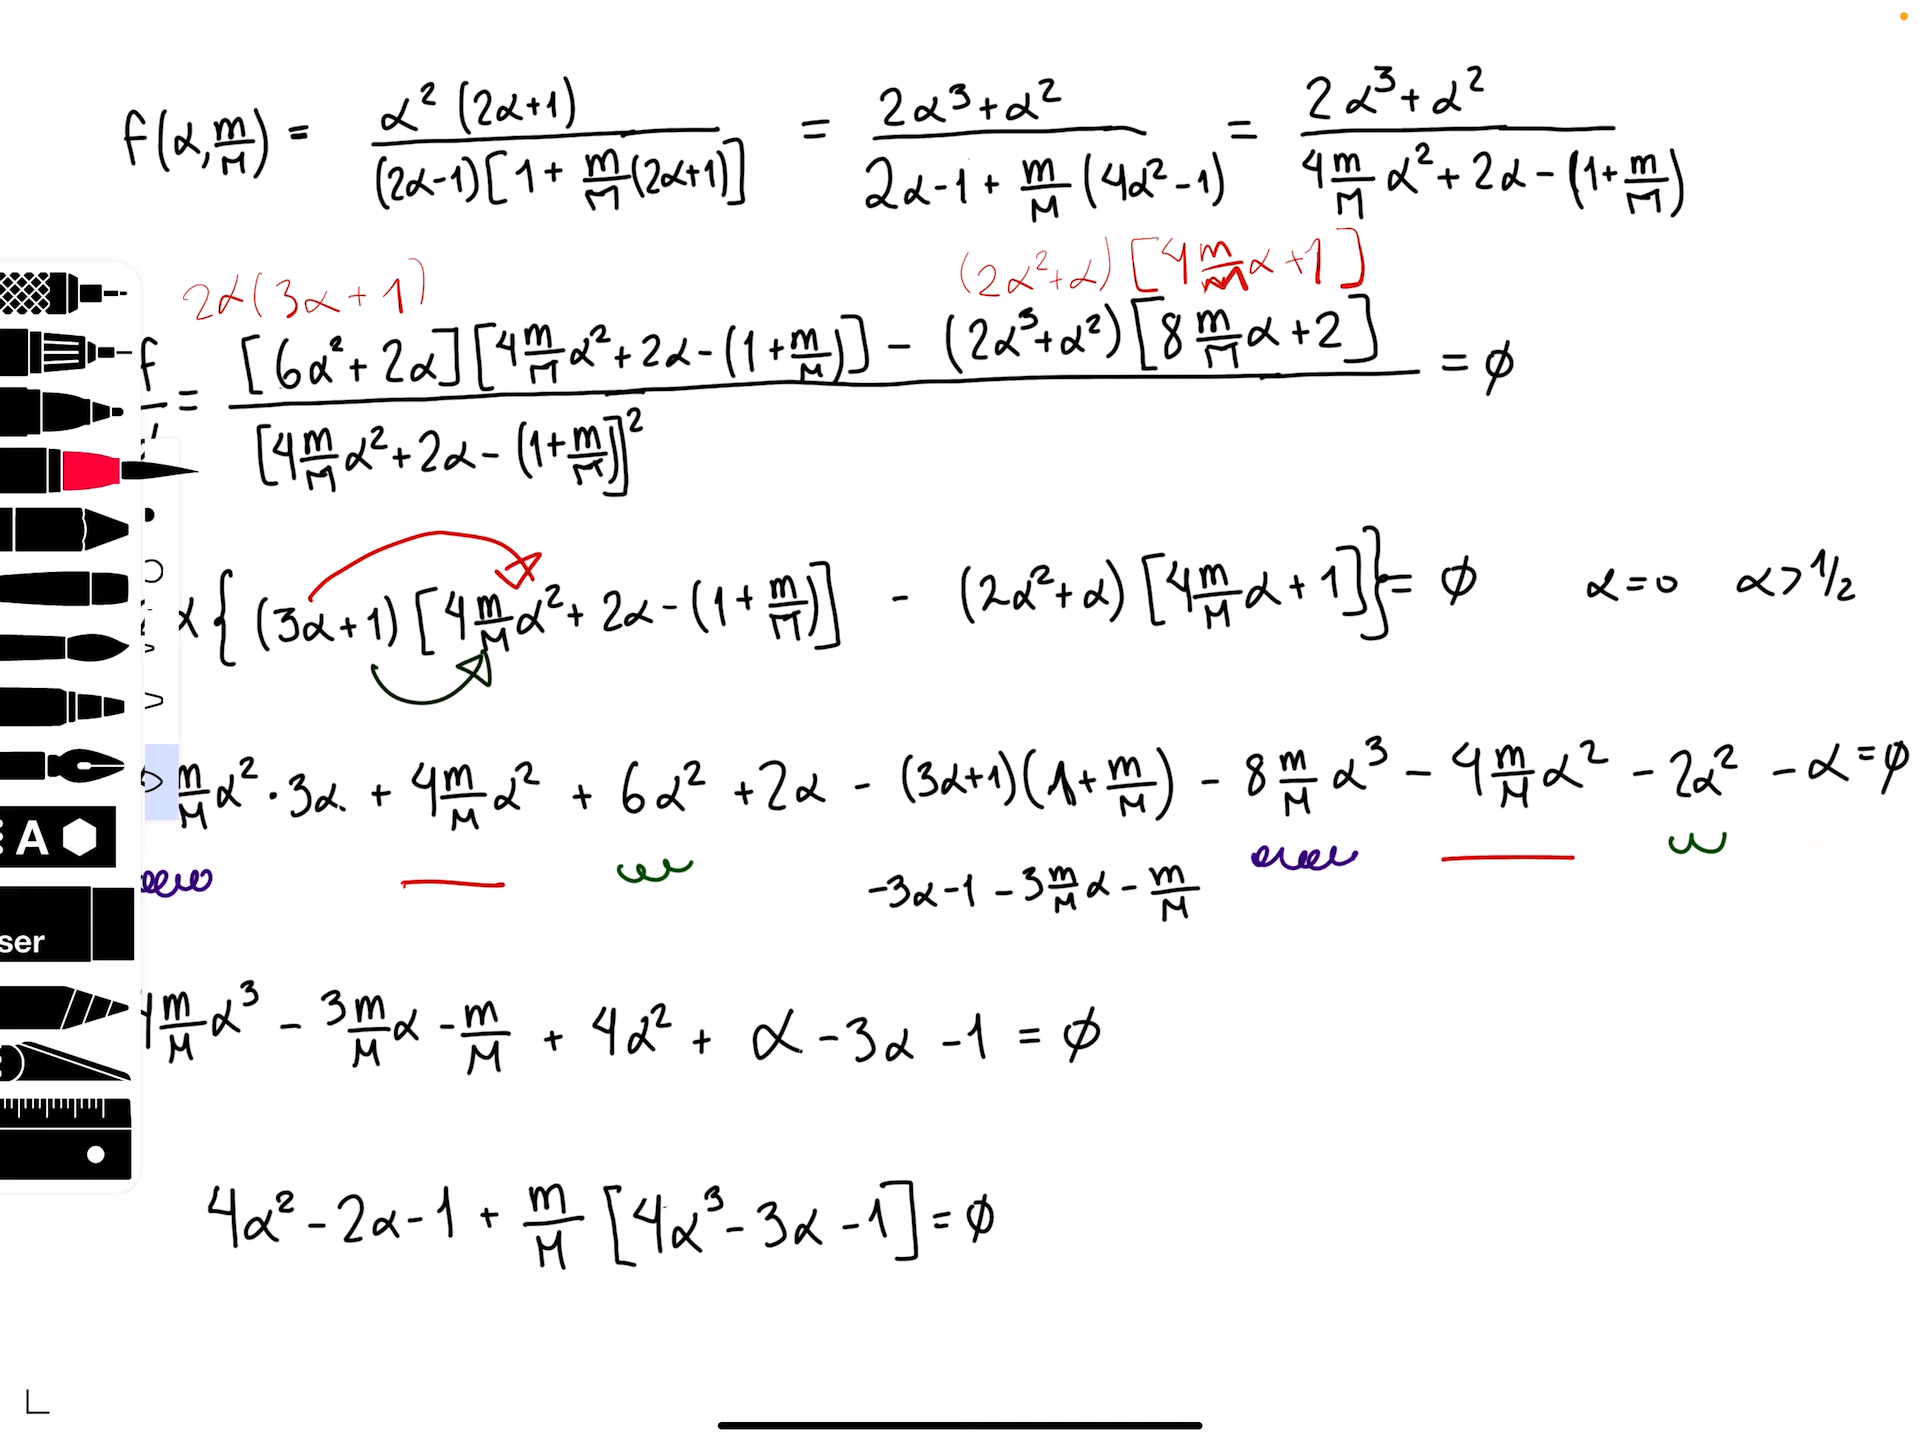 f(α, m/M) = α² (2α+1) / (2α-1)[1 + m/M (2α+1)] = 2α³ + α² / 2α-1 + m/M (4α²-1) = 2α³ + α² / 4 m/M α² + 2α - (1 + m/M)
2α(3α+1) (2α²+α) [4 m/M α +1]
f = [6α² + 2α][4 m/M α² + 2α - (1 + m/M)] - (2α³+α²)[8 m/M α + 2] / [4 m/M α² + 2α - (1 + m/M)]² = ∅
α { (3α+1) [4 m/M α² + 2α - (1 + m/M)] - (2α²+α) [4 m/M α + 1] } = ∅ α=0 α > 1/2
m/M α² · 3α + 4 m/M α² + 6α² + 2α - (3α+1)(1 + m/M) - 8 m/M α³ - 4 m/M α² - 2α² - α = ∅
-3α - 1 - 3 m/M α - m/M
4 m/M α³ - 3 m/M α - m/M + 4α² + α - 3α - 1 = ∅
4α² - 2α - 1 + m/M [4α³ - 3α - 1] = ∅
A
ser